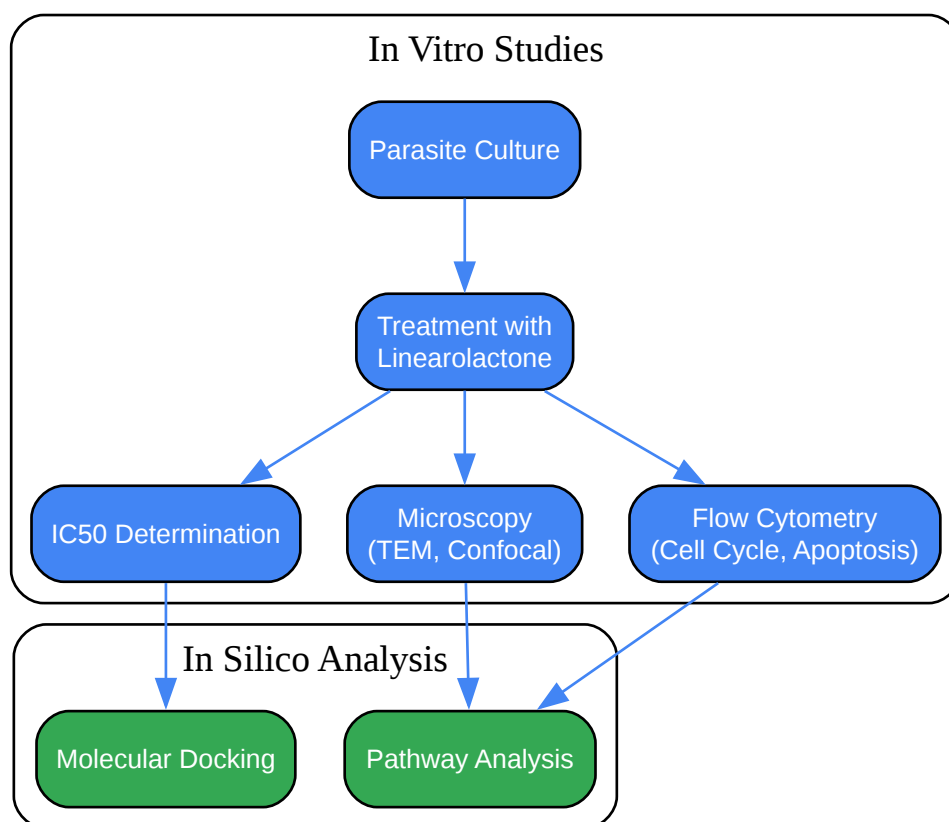 In Vitro Studies
Parasite Culture
Treatment with
Linearolactone
IC50 Determination
Microscopy
(TEM, Confocal)
Flow Cytometry
(Cell Cycle, Apoptosis)
In Silico Analysis
Molecular Docking
Pathway Analysis